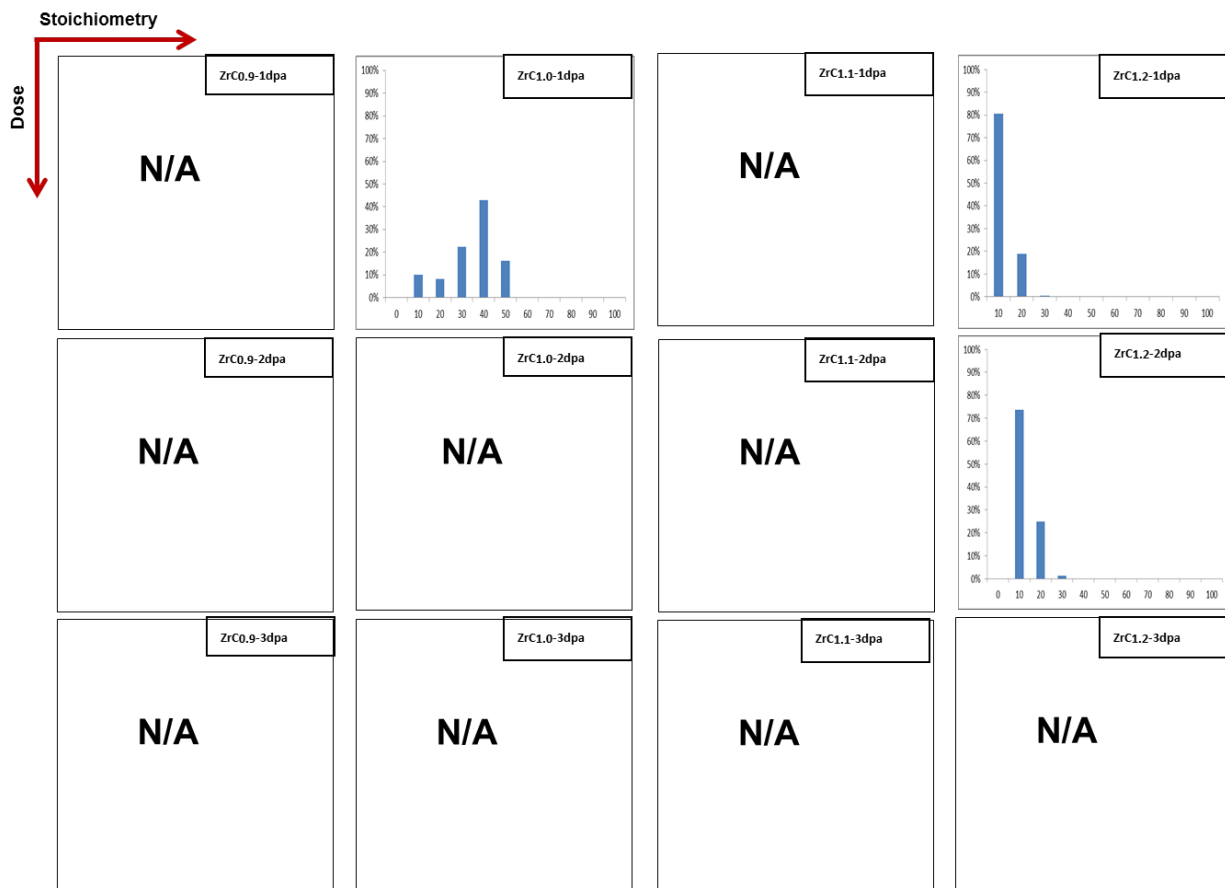 Stoichiometry
Dose
ZrC0.9-1dpa
N/A
ZrC1.0-1dpa
100%
90%
80%
70%
60%
50%
40%
30%
20%
10%
0%
0 10 20 30 40 50 60 70 80 90 100
ZrC1.1-1dpa
N/A
ZrC1.2-1dpa
100%
90%
80%
70%
60%
50%
40%
30%
20%
10%
0%
10 20 30 40 50 60 70 80 90 100
ZrC0.9-2dpa
N/A
ZrC1.0-2dpa
N/A
ZrC1.1-2dpa
N/A
ZrC1.2-2dpa
100%
90%
80%
70%
60%
50%
40%
30%
20%
10%
0%
0 10 20 30 40 50 60 70 80 90 100
ZrC0.9-3dpa
N/A
ZrC1.0-3dpa
N/A
ZrC1.1-3dpa
N/A
ZrC1.2-3dpa
N/A